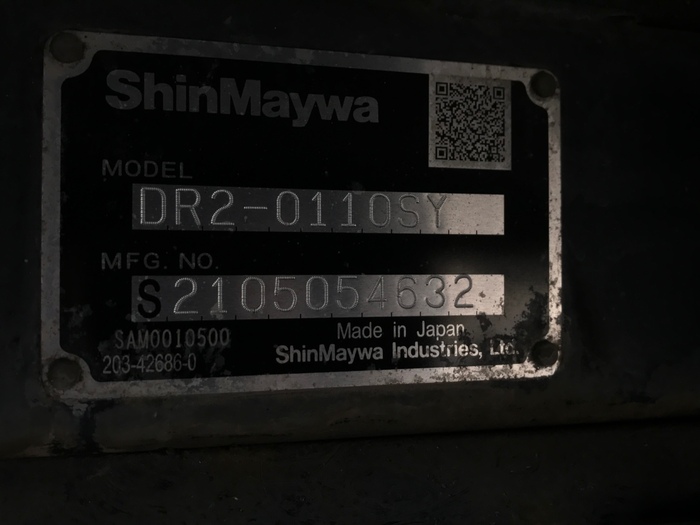 ShinMaywa
MODEL
DR2-0110SY
MFG. NO.
S2105054632
SAM0010500
Made in Japan
203-42686-0
ShinMaywa Industries, Ltd.